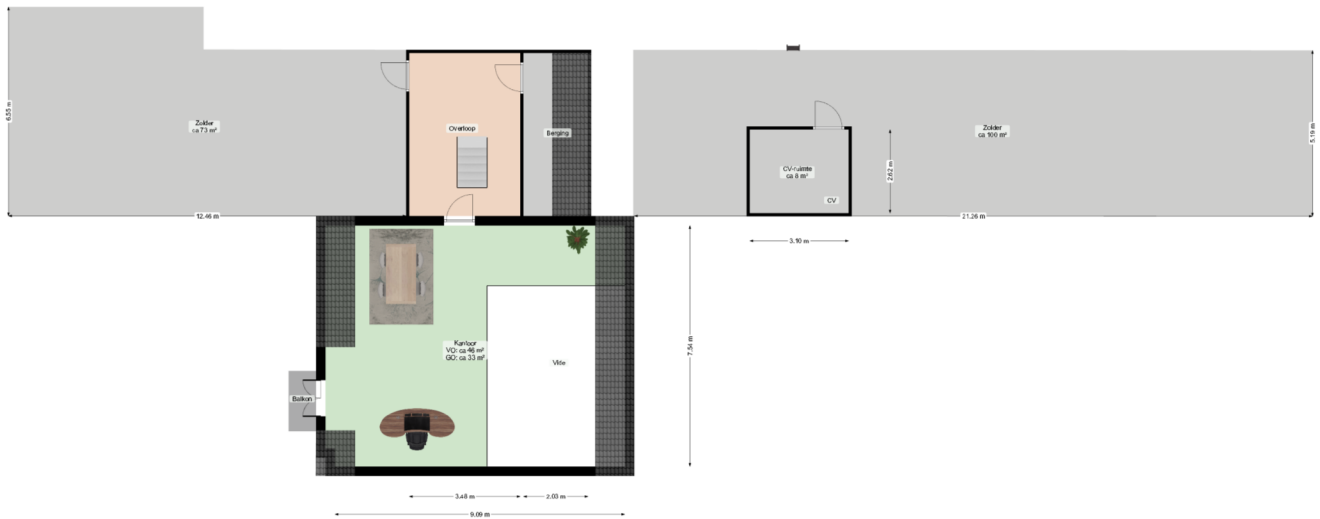 6.55 m
Zolder
ca 73 m²
12.46 m
Overloop
Berging
Zolder
ca 100 m²
CV-ruimte
ca 8 m²
CV
2.62 m
3.10 m
21.26 m
5.19 m
Kantoor
VO: ca 46 m²
GO: ca 33 m²
Vide
Balkon
7.54 m
3.48 m
2.03 m
9.09 m